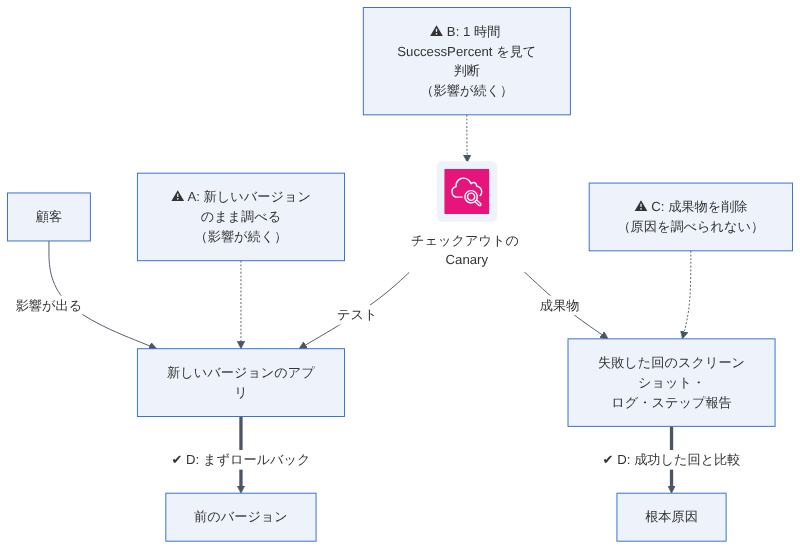 ⚠ B: 1 時間
SuccessPercent を見て
判断
（影響が続く）
⚠ A: 新しいバージョン
のまま調べる
（影響が続く）
顧客
⚠ C: 成果物を削除
（原因を調べられない）
チェックアウトの
Canary
影響が出る
テスト
成果物
新しいバージョンのアプ
リ
失敗した回のスクリーン
ショット・
ログ・ステップ報告
✔ D: まずロールバック
✔ D: 成功した回と比較
前のバージョン
根本原因